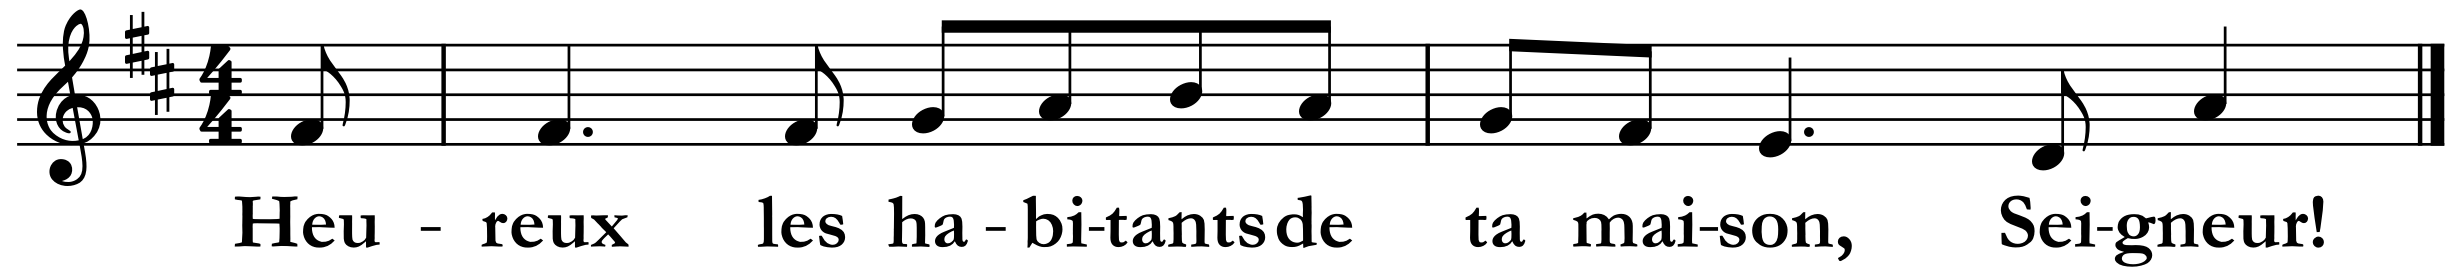 Heu - reux les ha - bi-tants de ta mai-son, Sei-gneur!